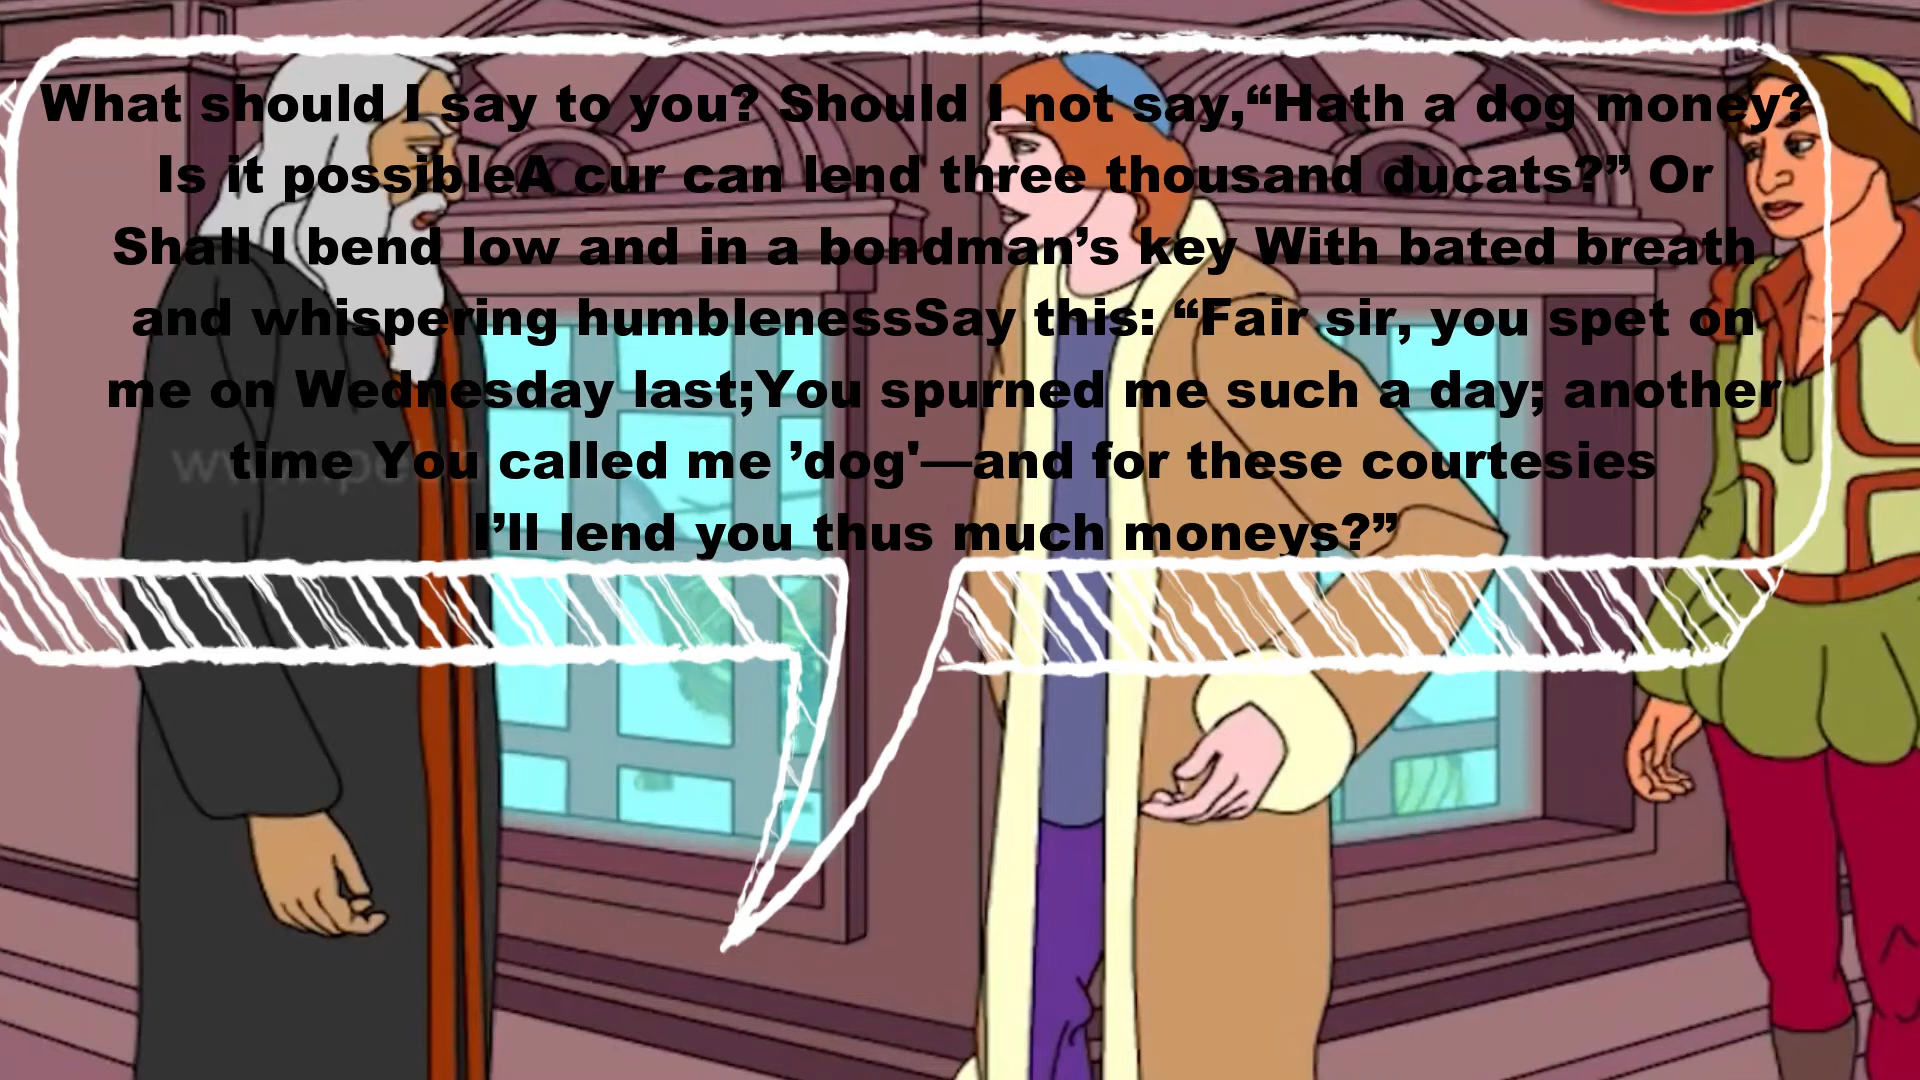 What should I say to you? Should I not say,“Hath a dog money?
Is it possibleA cur can lend three thousand ducats?” Or
Shall I bend low and in a bondman’s key With bated breath
and whispering humblenessSay this: “Fair sir, you spet on
me on Wednesday last;You spurned me such a day; another
time You called me ’dog'—and for these courtesies
I’ll lend you thus much moneys?”